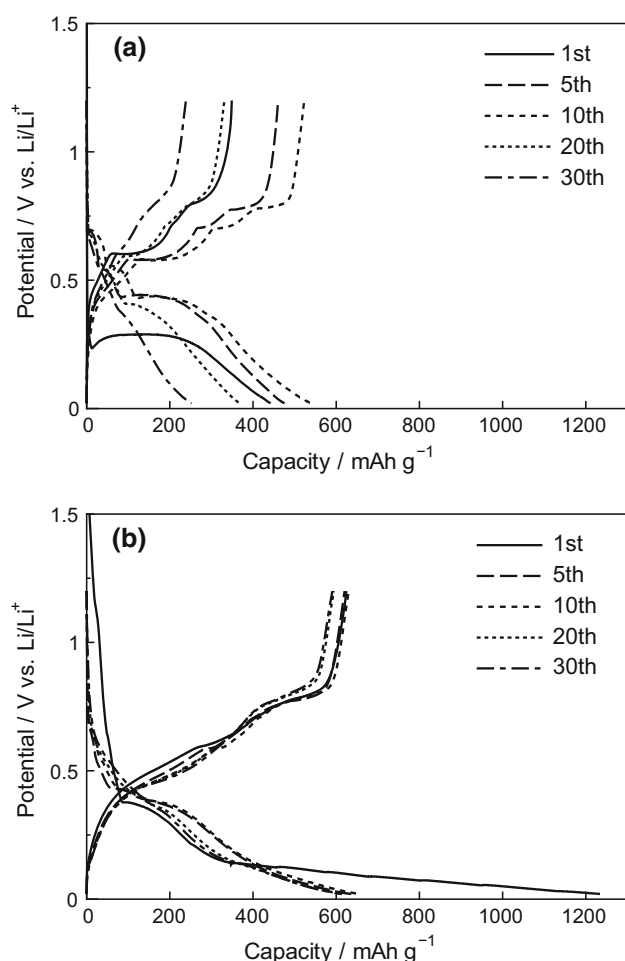 (a)
1.5
1.0
0.5
0
Potential / V vs. Li/Li⁺
1st
5th
10th
20th
30th
0 200 400 600 800 1000 1200
Capacity / mAh g⁻¹
(b)
1.5
1.0
0.5
0
Potential / V vs. Li/Li⁺
1st
5th
10th
20th
30th
0 200 400 600 800 1000 1200
Capacity / mAh g⁻¹